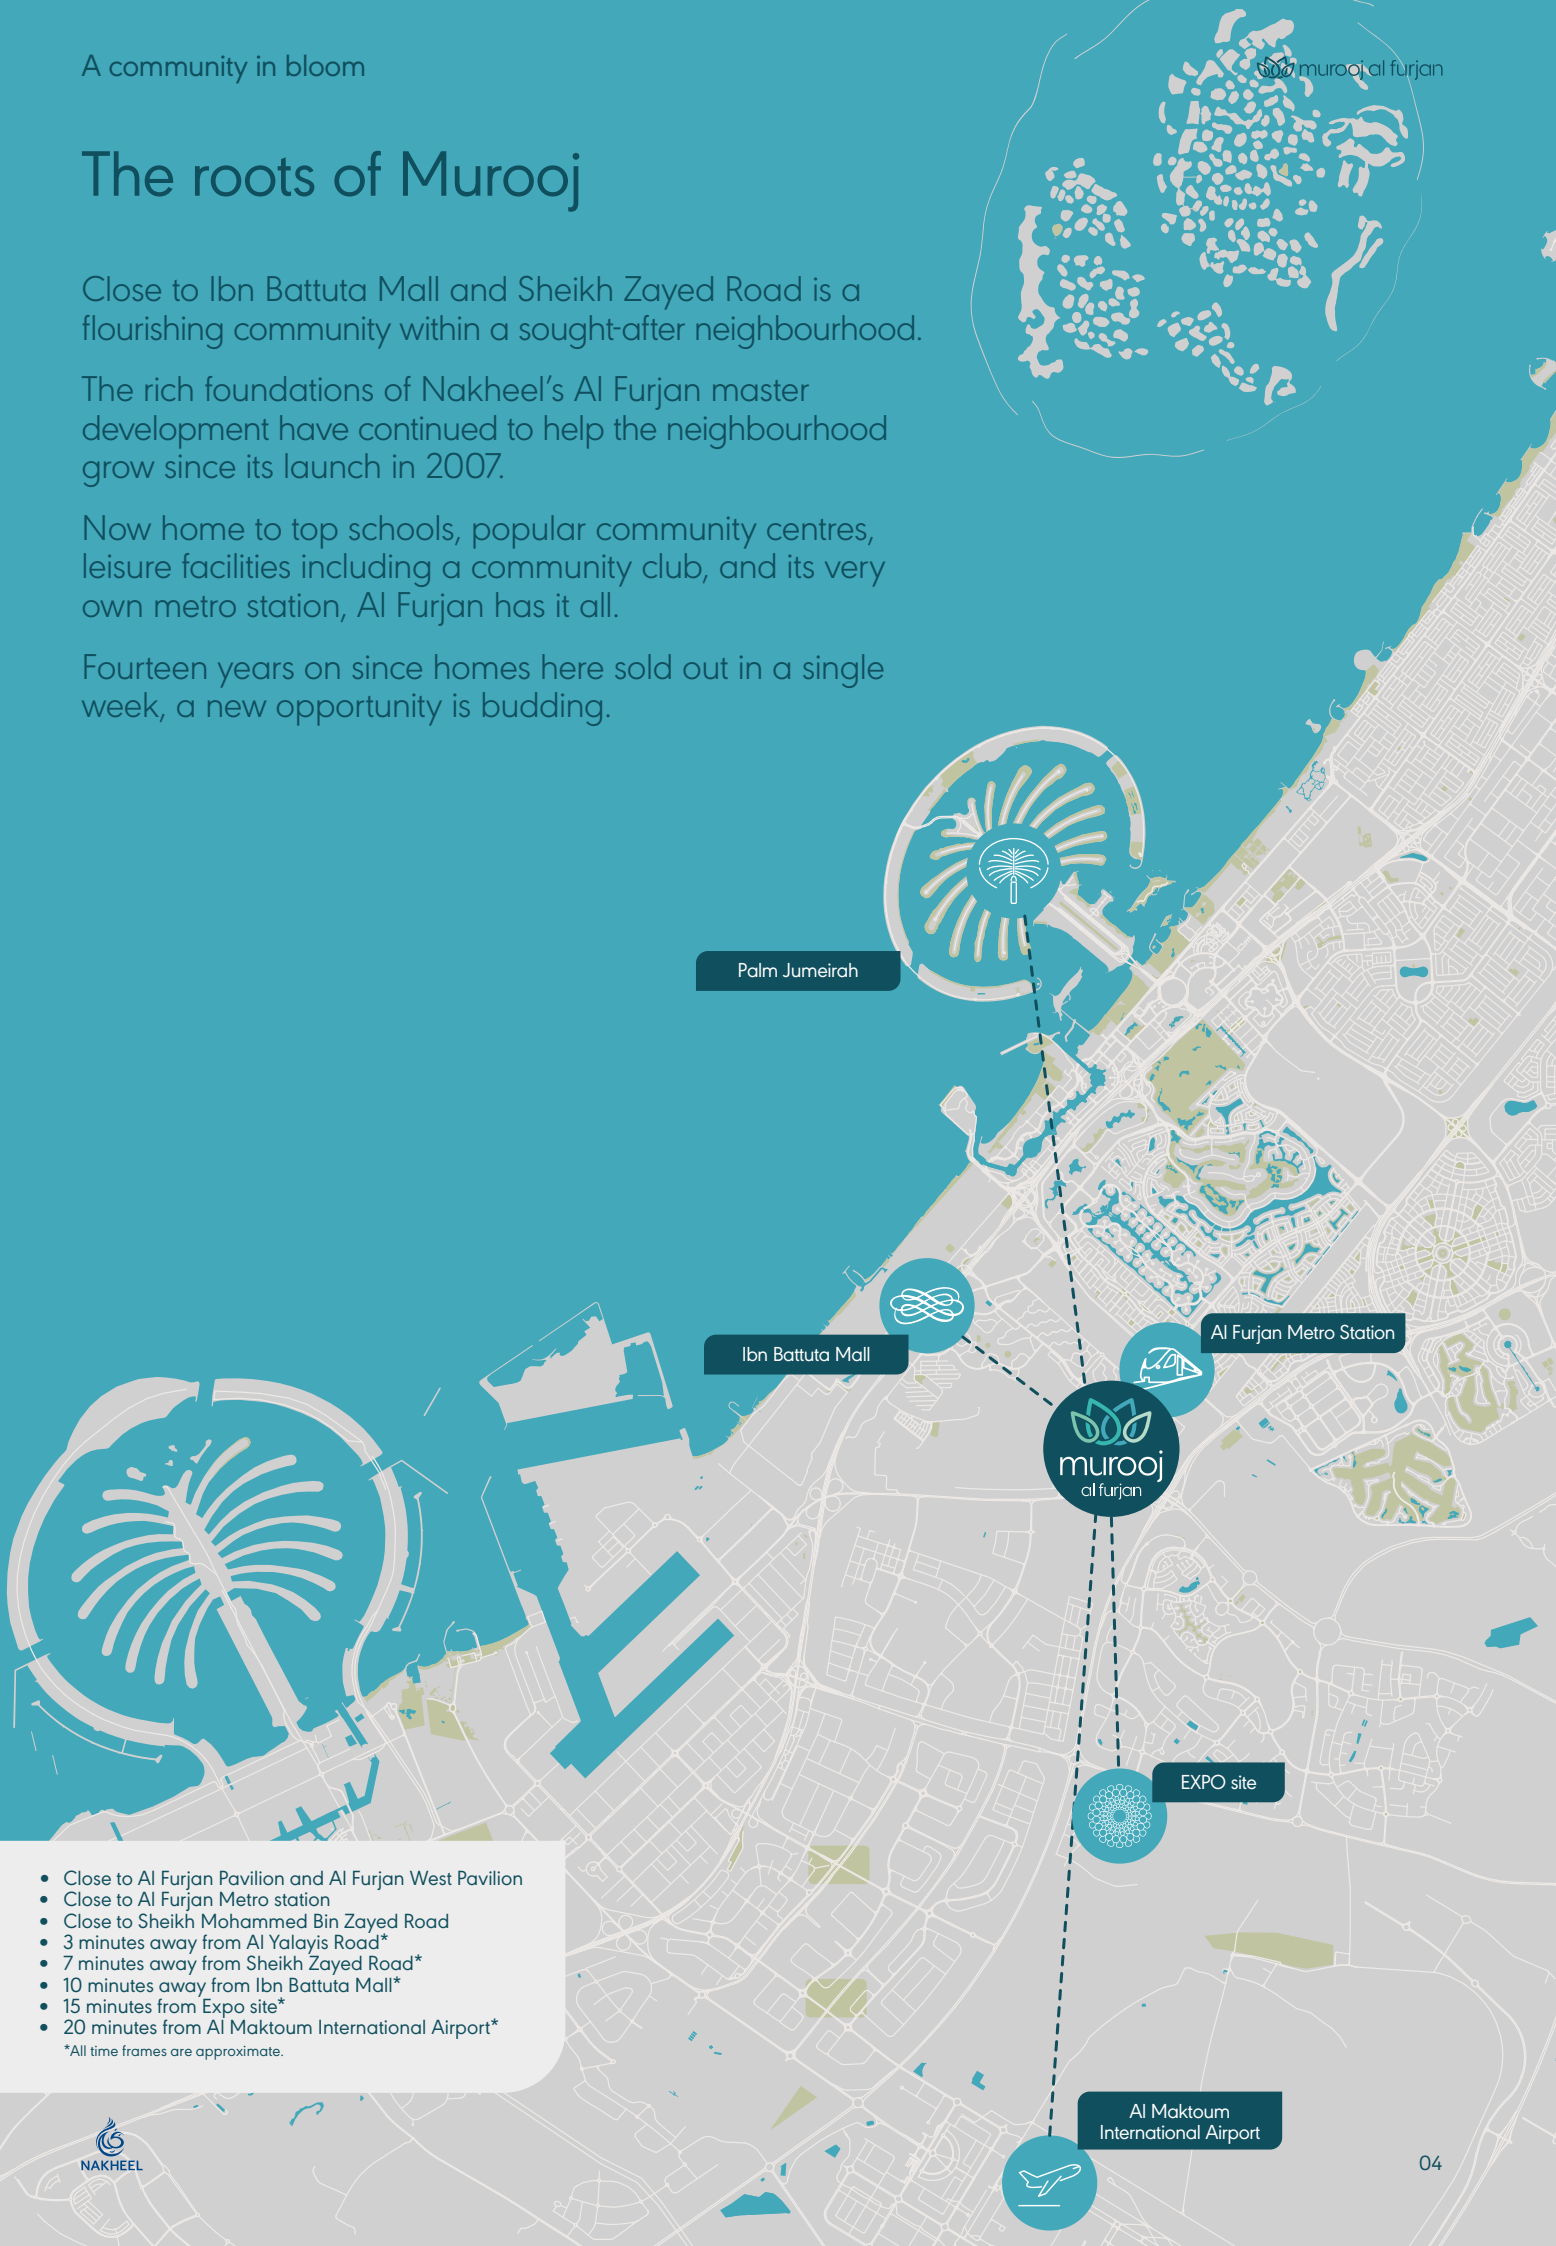 A community in bloom
murooj al furjan
The roots of Murooj
Close to Ibn Battuta Mall and Sheikh Zayed Road is a
flourishing community within a sought-after neighbourhood.
The rich foundations of Nakheel's Al Furjan master
development have continued to help the neighbourhood
grow since its launch in 2007.
Now home to top schools, popular community centres,
leisure facilities including a community club, and its very
own metro station, Al Furjan has it all.
Fourteen years on since homes here sold out in a single
week, a new opportunity is budding.
Palm Jumeirah
Al Furjan Metro Station
Ibn Battuta Mall
murooj
al furjan
EXPO site
• Close to Al Furjan Pavilion and Al Furjan West Pavilion
• Close to Al Furjan Metro station
• Close to Sheikh Mohammed Bin Zayed Road
• 3 minutes away from Al Yalayis Road*
• 7 minutes away from Sheikh Zayed Road*
• 10 minutes away from Ibn Battuta Mall*
• 15 minutes from Expo site*
• 20 minutes from Al Maktoum International Airport*
*All time frames are approximate.
Al Maktoum
International Airport
NAKHEEL
04